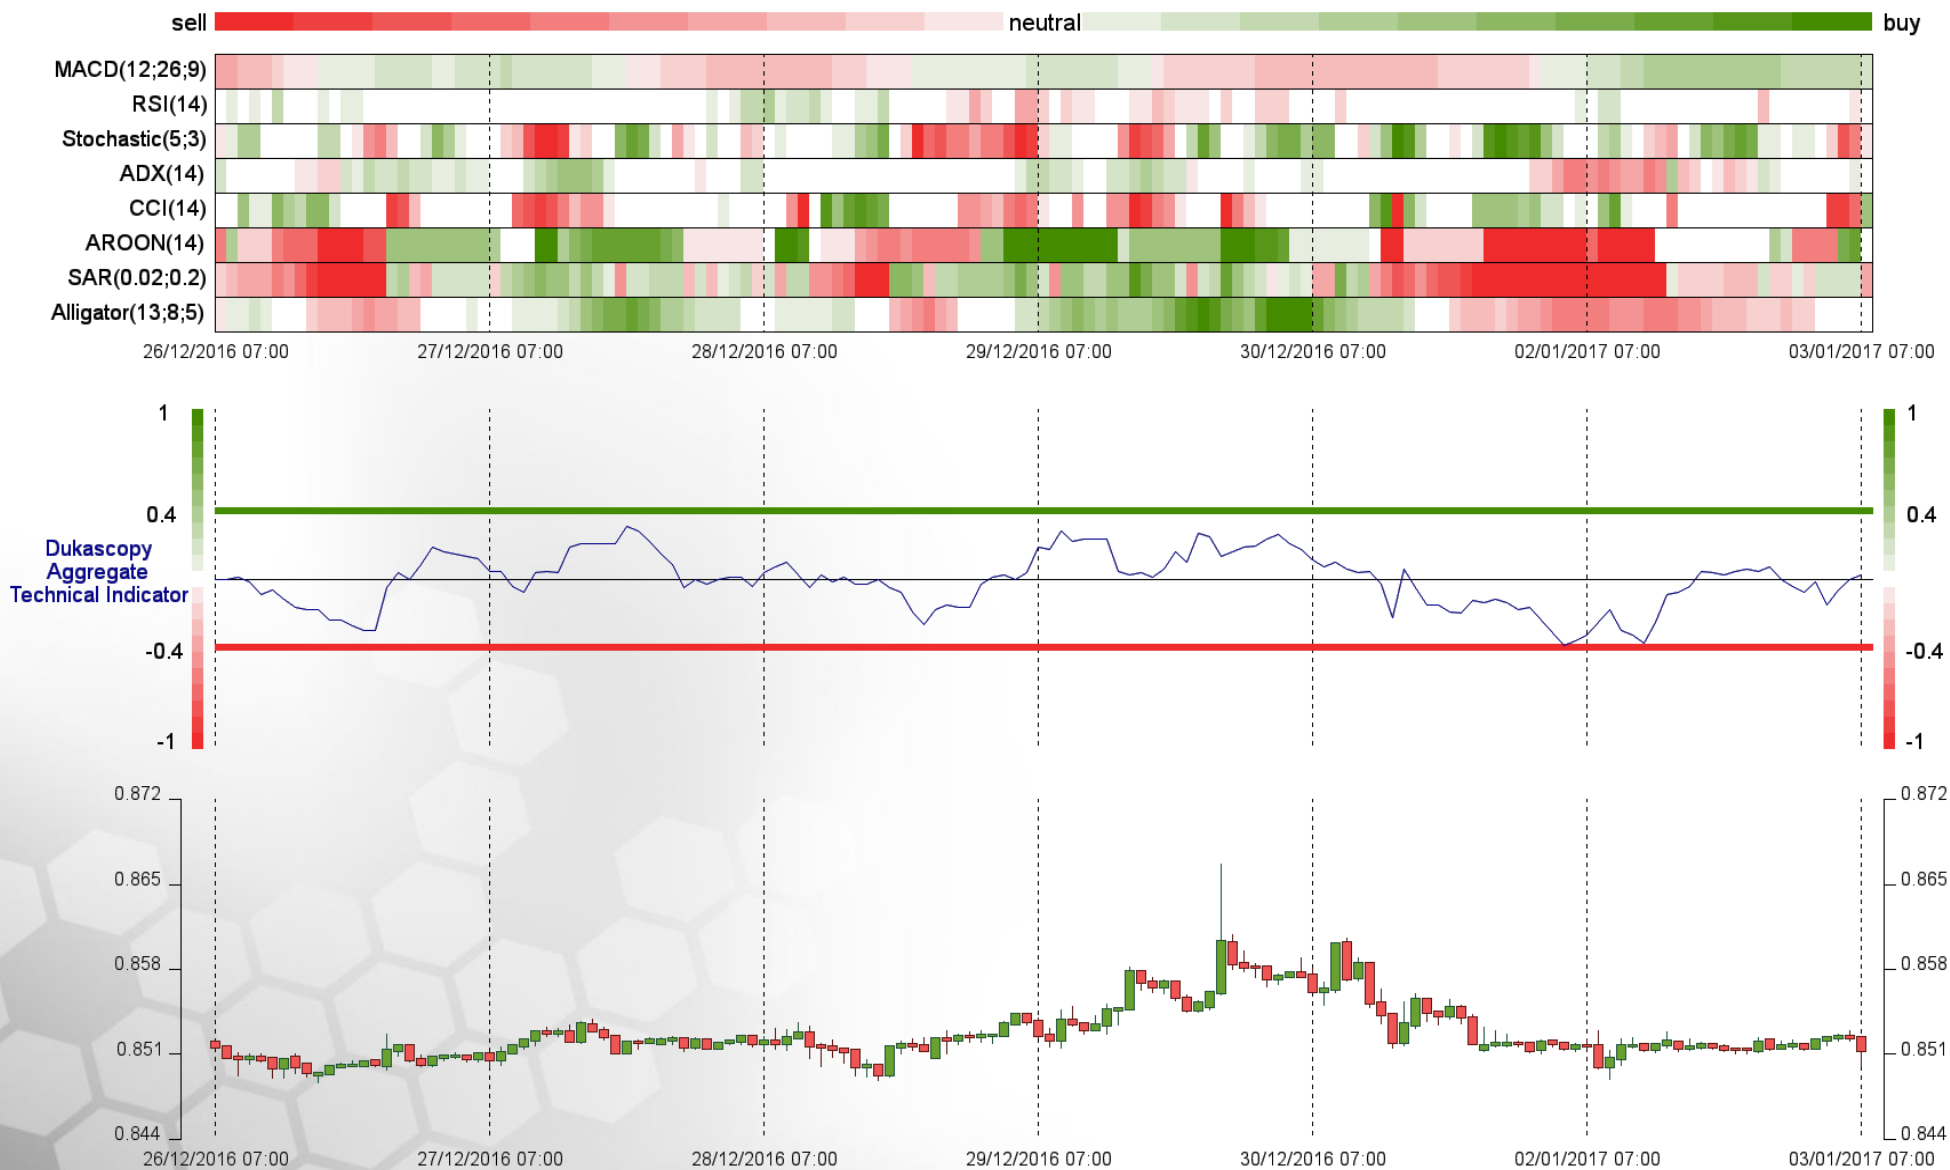 sell neutral buy
MACD(12;26;9)
RSI(14)
Stochastic(5;3)
ADX(14)
CCI(14)
AROON(14)
SAR(0.02;0.2)
Alligator(13;8;5)
26/12/2016 07:00 27/12/2016 07:00 28/12/2016 07:00 29/12/2016 07:00 30/12/2016 07:00 02/01/2017 07:00 03/01/2017 07:00
1 1
0.4 0.4
Dukascopy
Aggregate
Technical Indicator
-0.4 -0.4
-1 -1
0.872 0.872
0.865 0.865
0.858 0.858
0.851 0.851
0.844 0.844
26/12/2016 07:00 27/12/2016 07:00 28/12/2016 07:00 29/12/2016 07:00 30/12/2016 07:00 02/01/2017 07:00 03/01/2017 07:00